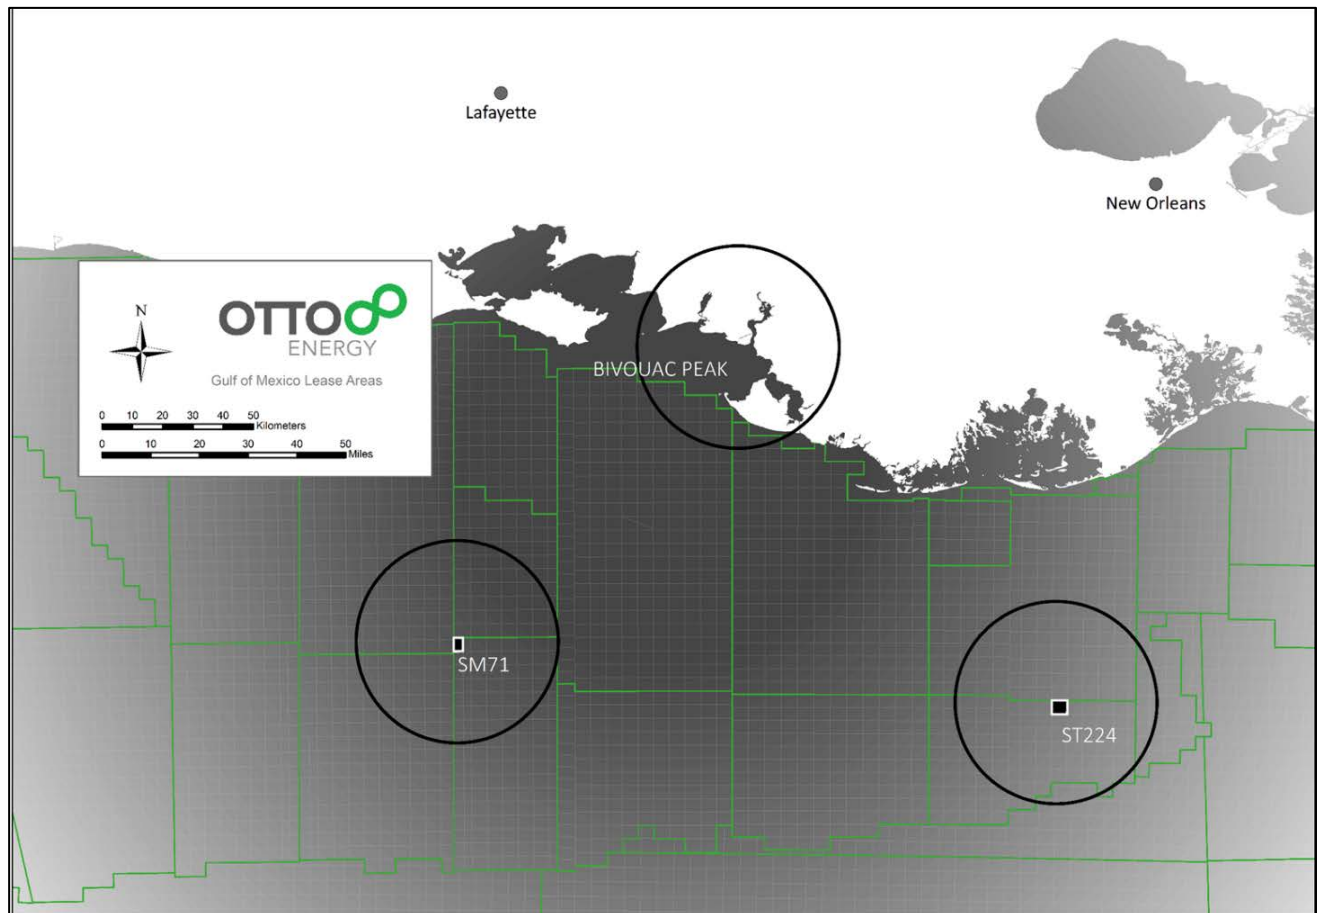 Lafayette
New Orleans
N
OTTO
ENERGY
Gulf of Mexico Lease Areas
0 10 20 30 40 50
Kilometers
0 10 20 30 40 50
Miles
BIVOUAC PEAK
SM71
ST224